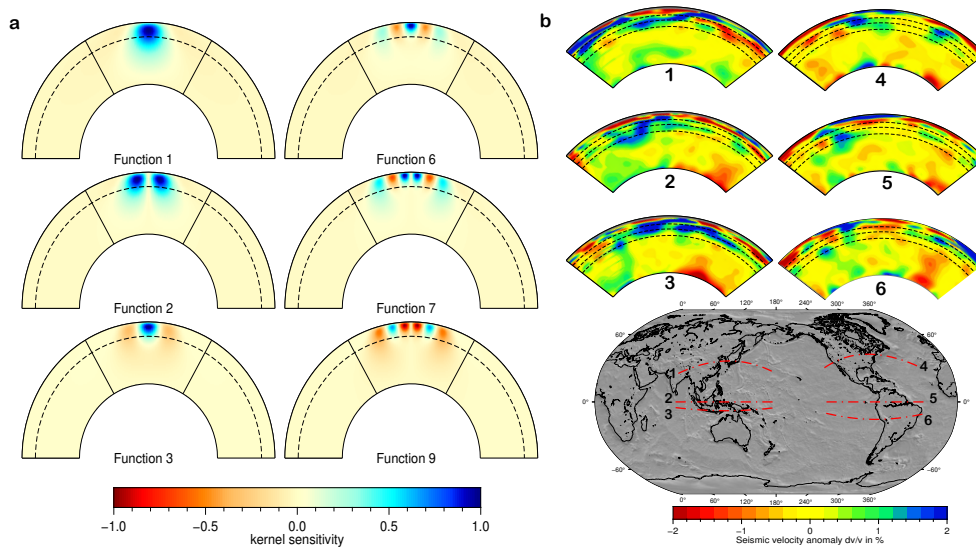 a
Function 1
Function 6
Function 2
Function 7
Function 3
Function 9
−1.0 −0.5 0.0 0.5 1.0
kernel sensitivity
b
1
4
2
5
3
6
0° 60° 120° 180° 240° 300° 360°
60° 60°
1
4
2
5
0° 0°
3
6
−60° −60°
0° 60° 120° 180° 240° 300° 360°
−2 −1 0 1 2
Seismic velocity anomaly dv/v in %